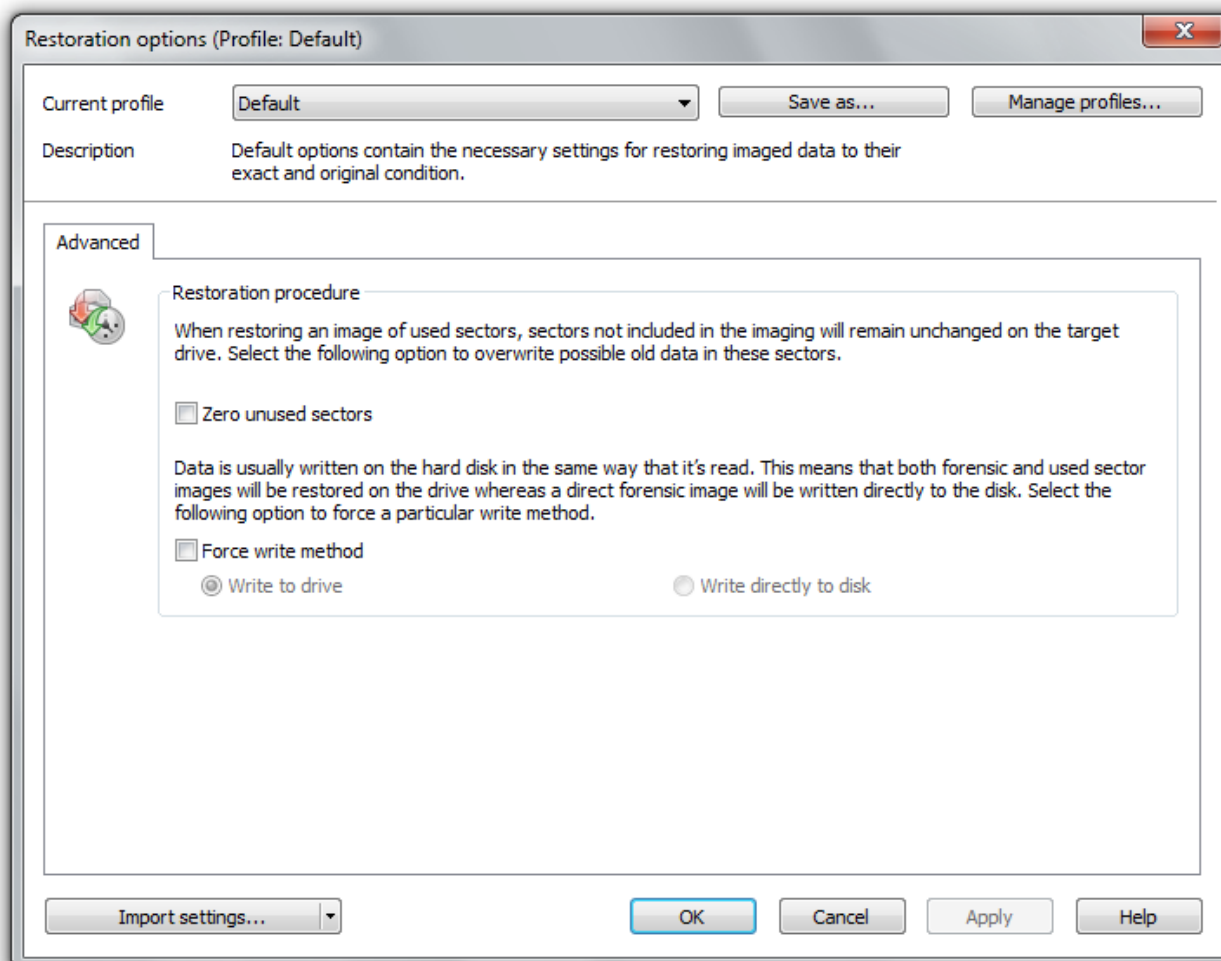 Restoration options (Profile: Default)
Current profile
Default
Save as...
Manage profiles...
Description
Default options contain the necessary settings for restoring imaged data to their
exact and original condition.
Advanced
Restoration procedure
When restoring an image of used sectors, sectors not included in the imaging will remain unchanged on the target
drive. Select the following option to overwrite possible old data in these sectors.
Zero unused sectors
Data is usually written on the hard disk in the same way that it's read. This means that both forensic and used sector
images will be restored on the drive whereas a direct forensic image will be written directly to the disk. Select the
following option to force a particular write method.
Force write method
Write to drive
Write directly to disk
Import settings...
OK
Cancel
Apply
Help